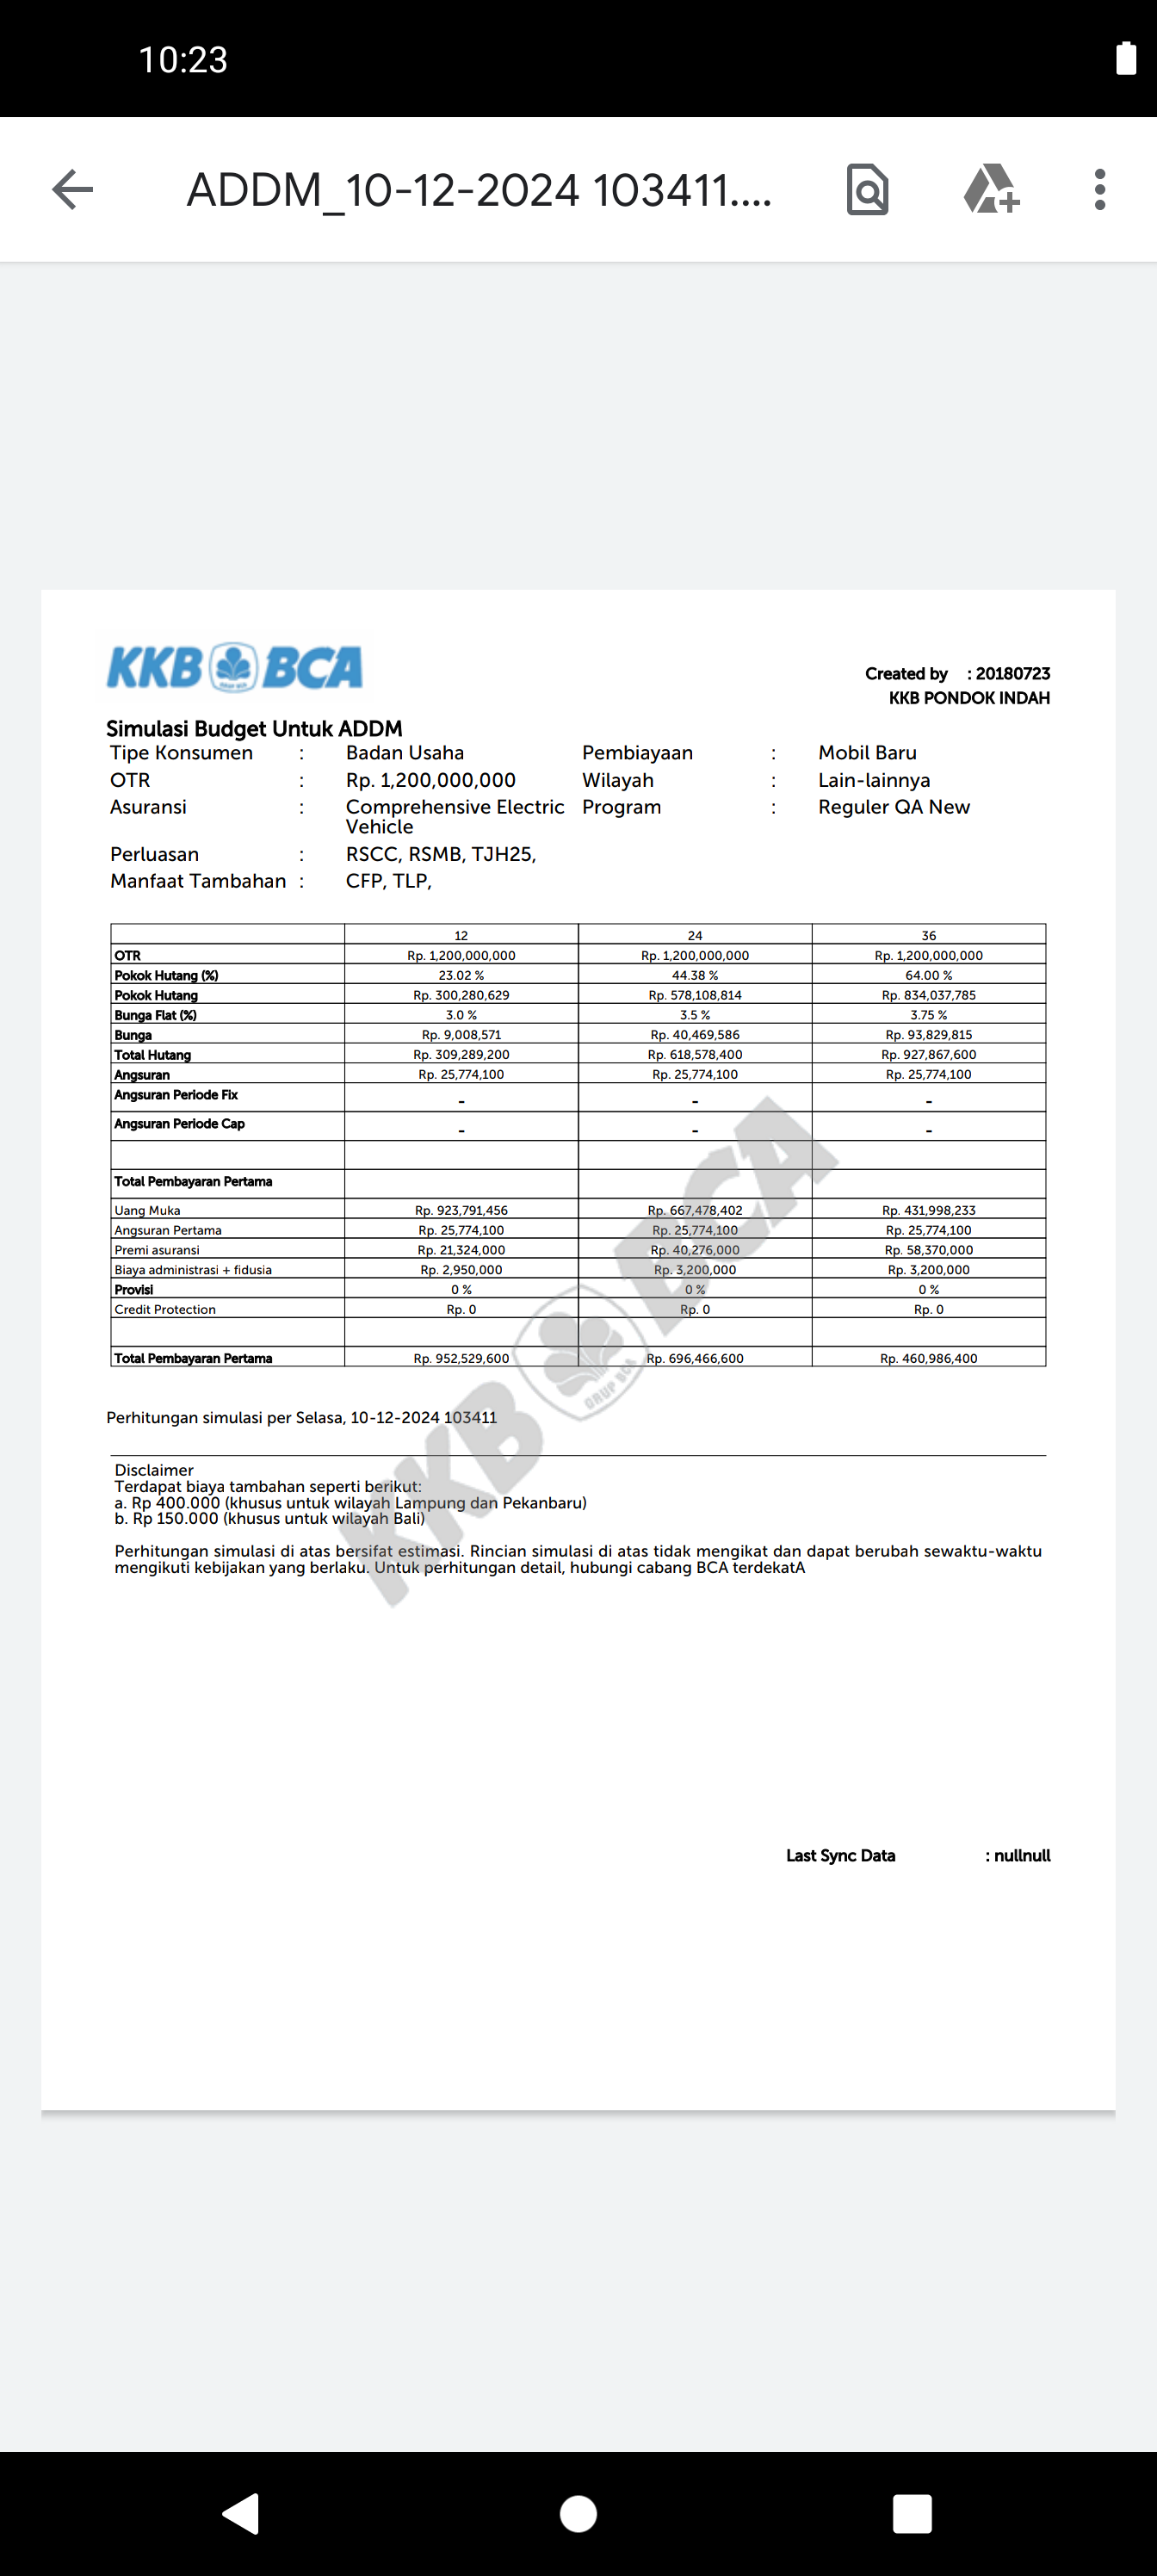 10:23
ADDM_10-12-2024 103411....
KKB BCA
GRUP BCA
Created by : 20180723
KKB PONDOK INDAH
Simulasi Budget Untuk ADDM
Tipe Konsumen : Badan Usaha Pembiayaan : Mobil Baru
OTR : Rp. 1,200,000,000 Wilayah : Lain-lainnya
Asuransi : Comprehensive Electric Program : Reguler QA New
Vehicle
Perluasan : RSCC, RSMB, TJH25,
Manfaat Tambahan : CFP, TLP,
12 24 36
OTR Rp. 1,200,000,000 Rp. 1,200,000,000 Rp. 1,200,000,000
Pokok Hutang (%) 23.02 % 44.38 % 64.00 %
Pokok Hutang Rp. 300,280,629 Rp. 578,108,814 Rp. 834,037,785
Bunga Flat (%) 3.0 % 3.5 % 3.75 %
Bunga Rp. 9,008,571 Rp. 40,469,586 Rp. 93,829,815
Total Hutang Rp. 309,289,200 Rp. 618,578,400 Rp. 927,867,600
Angsuran Rp. 25,774,100 Rp. 25,774,100 Rp. 25,774,100
Angsuran Periode Fix - - -
Angsuran Periode Cap - - -
Total Pembayaran Pertama
Uang Muka Rp. 923,791,456 Rp. 667,478,402 Rp. 431,998,233
Angsuran Pertama Rp. 25,774,100 Rp. 25,774,100 Rp. 25,774,100
Premi asuransi Rp. 21,324,000 Rp. 40,276,000 Rp. 58,370,000
Biaya administrasi + fidusia Rp. 2,950,000 Rp. 3,200,000 Rp. 3,200,000
Provisi 0 % 0 % 0 %
Credit Protection Rp. 0 Rp. 0 Rp. 0
Total Pembayaran Pertama Rp. 952,529,600 Rp. 696,466,600 Rp. 460,986,400
KKB BCA
GRUP BCA
Perhitungan simulasi per Selasa, 10-12-2024 103411
Disclaimer
Terdapat biaya tambahan seperti berikut:
a. Rp 400.000 (khusus untuk wilayah Lampung dan Pekanbaru)
b. Rp 150.000 (khusus untuk wilayah Bali)
Perhitungan simulasi di atas bersifat estimasi. Rincian simulasi di atas tidak mengikat dan dapat berubah sewaktu-waktu
mengikuti kebijakan yang berlaku. Untuk perhitungan detail, hubungi cabang BCA terdekatA
Last Sync Data : nullnull